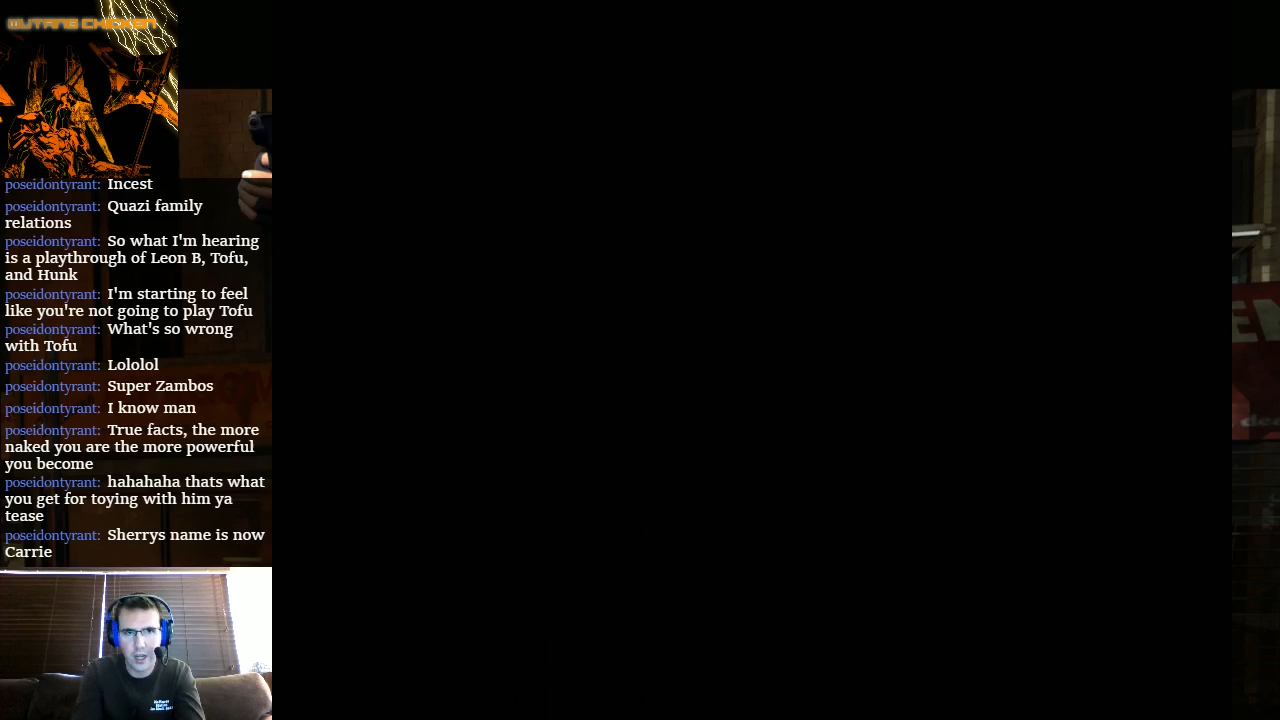 WUTANG CHICKEN
poseidontyrant: Incest
poseidontyrant: Quazi family
relations
poseidontyrant: So what I'm hearing
is a playthrough of Leon B, Tofu,
and Hunk
poseidontyrant: I'm starting to feel
like you're not going to play Tofu
poseidontyrant: What's so wrong
with Tofu
poseidontyrant: Lololol
poseidontyrant: Super Zambos
poseidontyrant: I know man
poseidontyrant: True facts, the more
naked you are the more powerful
you become
poseidontyrant: hahahaha thats what
you get for toying with him ya
tease
poseidontyrant: Sherrys name is now
Carrie